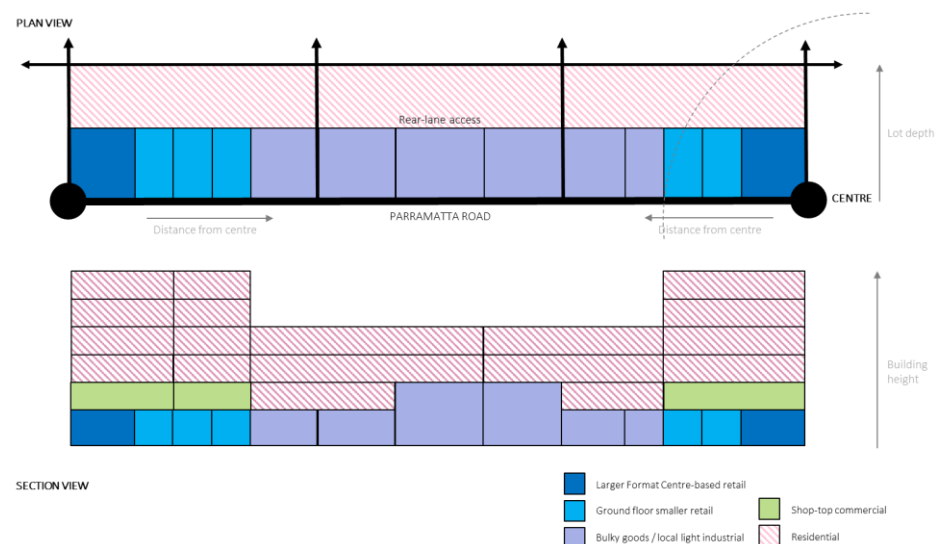 PLAN VIEW
Rear-lane access
Lot depth
CENTRE
PARRAMATTA ROAD
Distance from centre
Distance from centre
Building
height
SECTION VIEW
Larger Format Centre-based retail
Ground floor smaller retail
Shop-top commercial
Bulky goods / local light industrial
Residential